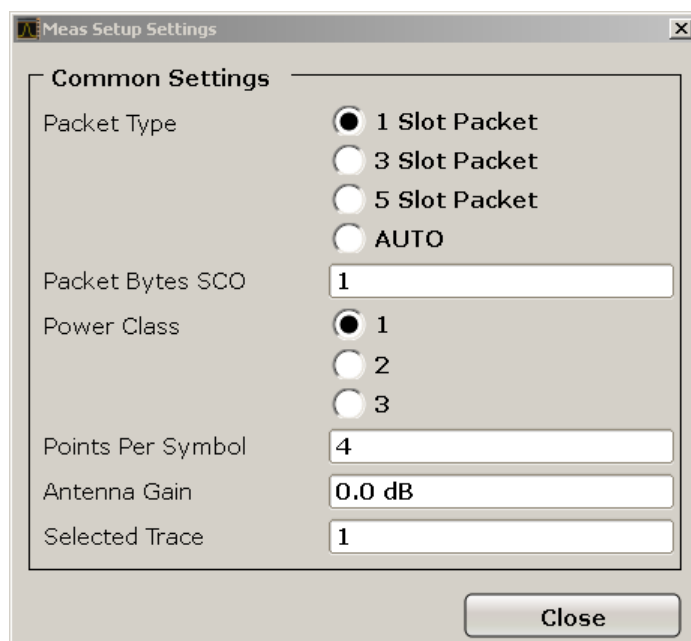 Meas Setup Settings
Common Settings
Packet Type
1 Slot Packet
3 Slot Packet
5 Slot Packet
AUTO
Packet Bytes SCO
1
Power Class
1
2
3
Points Per Symbol
4
Antenna Gain
0.0 dB
Selected Trace
1
Close